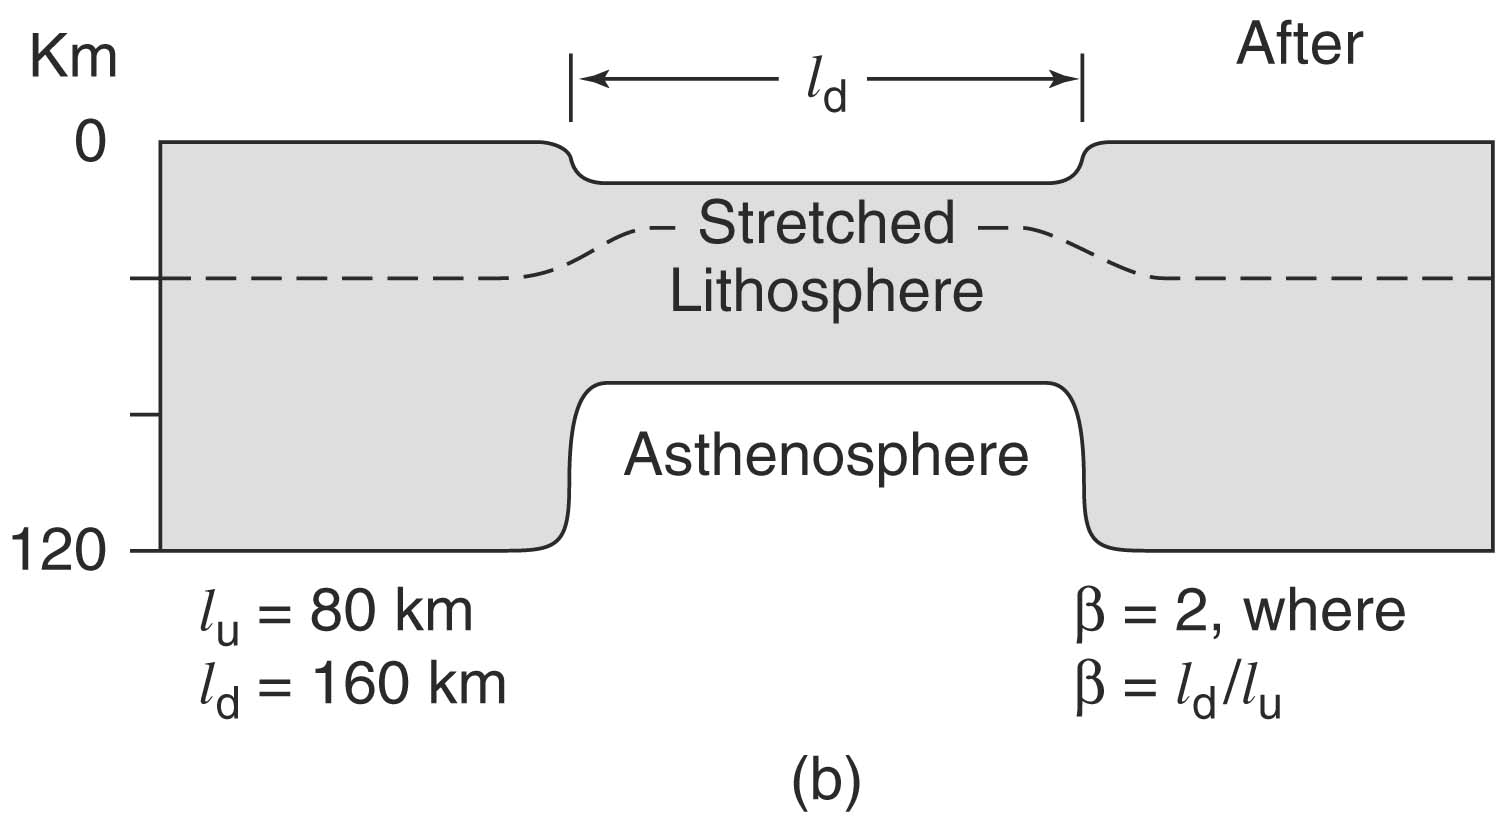 Km
After
l_d
0
Stretched
Lithosphere
Asthenosphere
120
l_u = 80 km
l_d = 160 km
β = 2, where
β = l_d/l_u
(b)